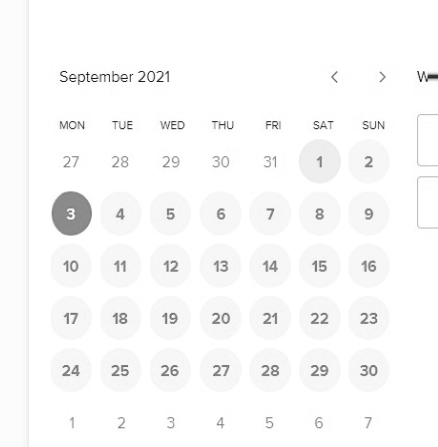 September 2021 < > W
MON TUE WED THU FRI SAT SUN
27 28 29 30 31 1 2
3 4 5 6 7 8 9
10 11 12 13 14 15 16
17 18 19 20 21 22 23
24 25 26 27 28 29 30
1 2 3 4 5 6 7